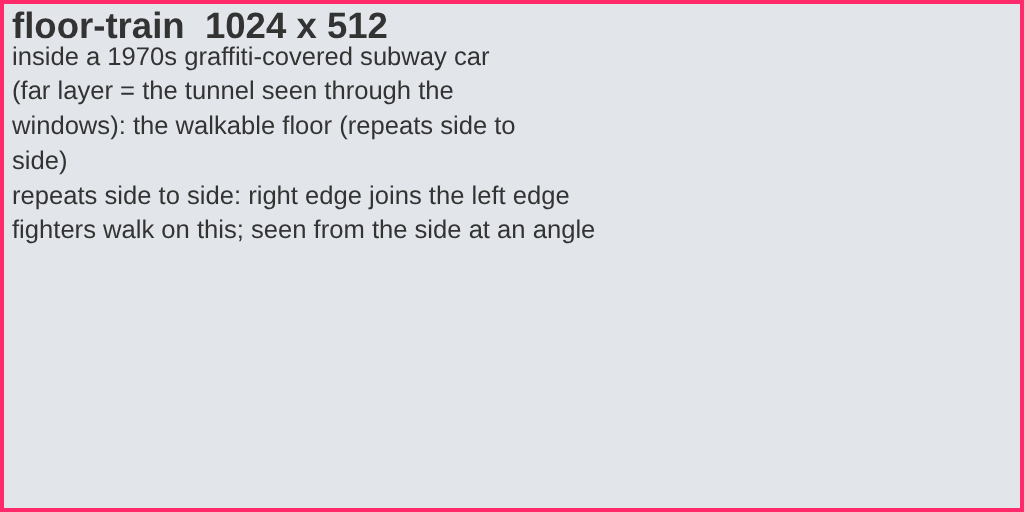 floor-train  1024 x 512
inside a 1970s graffiti-covered subway car
(far layer = the tunnel seen through the
windows): the walkable floor (repeats side to
side)
repeats side to side: right edge joins the left edge
fighters walk on this; seen from the side at an angle